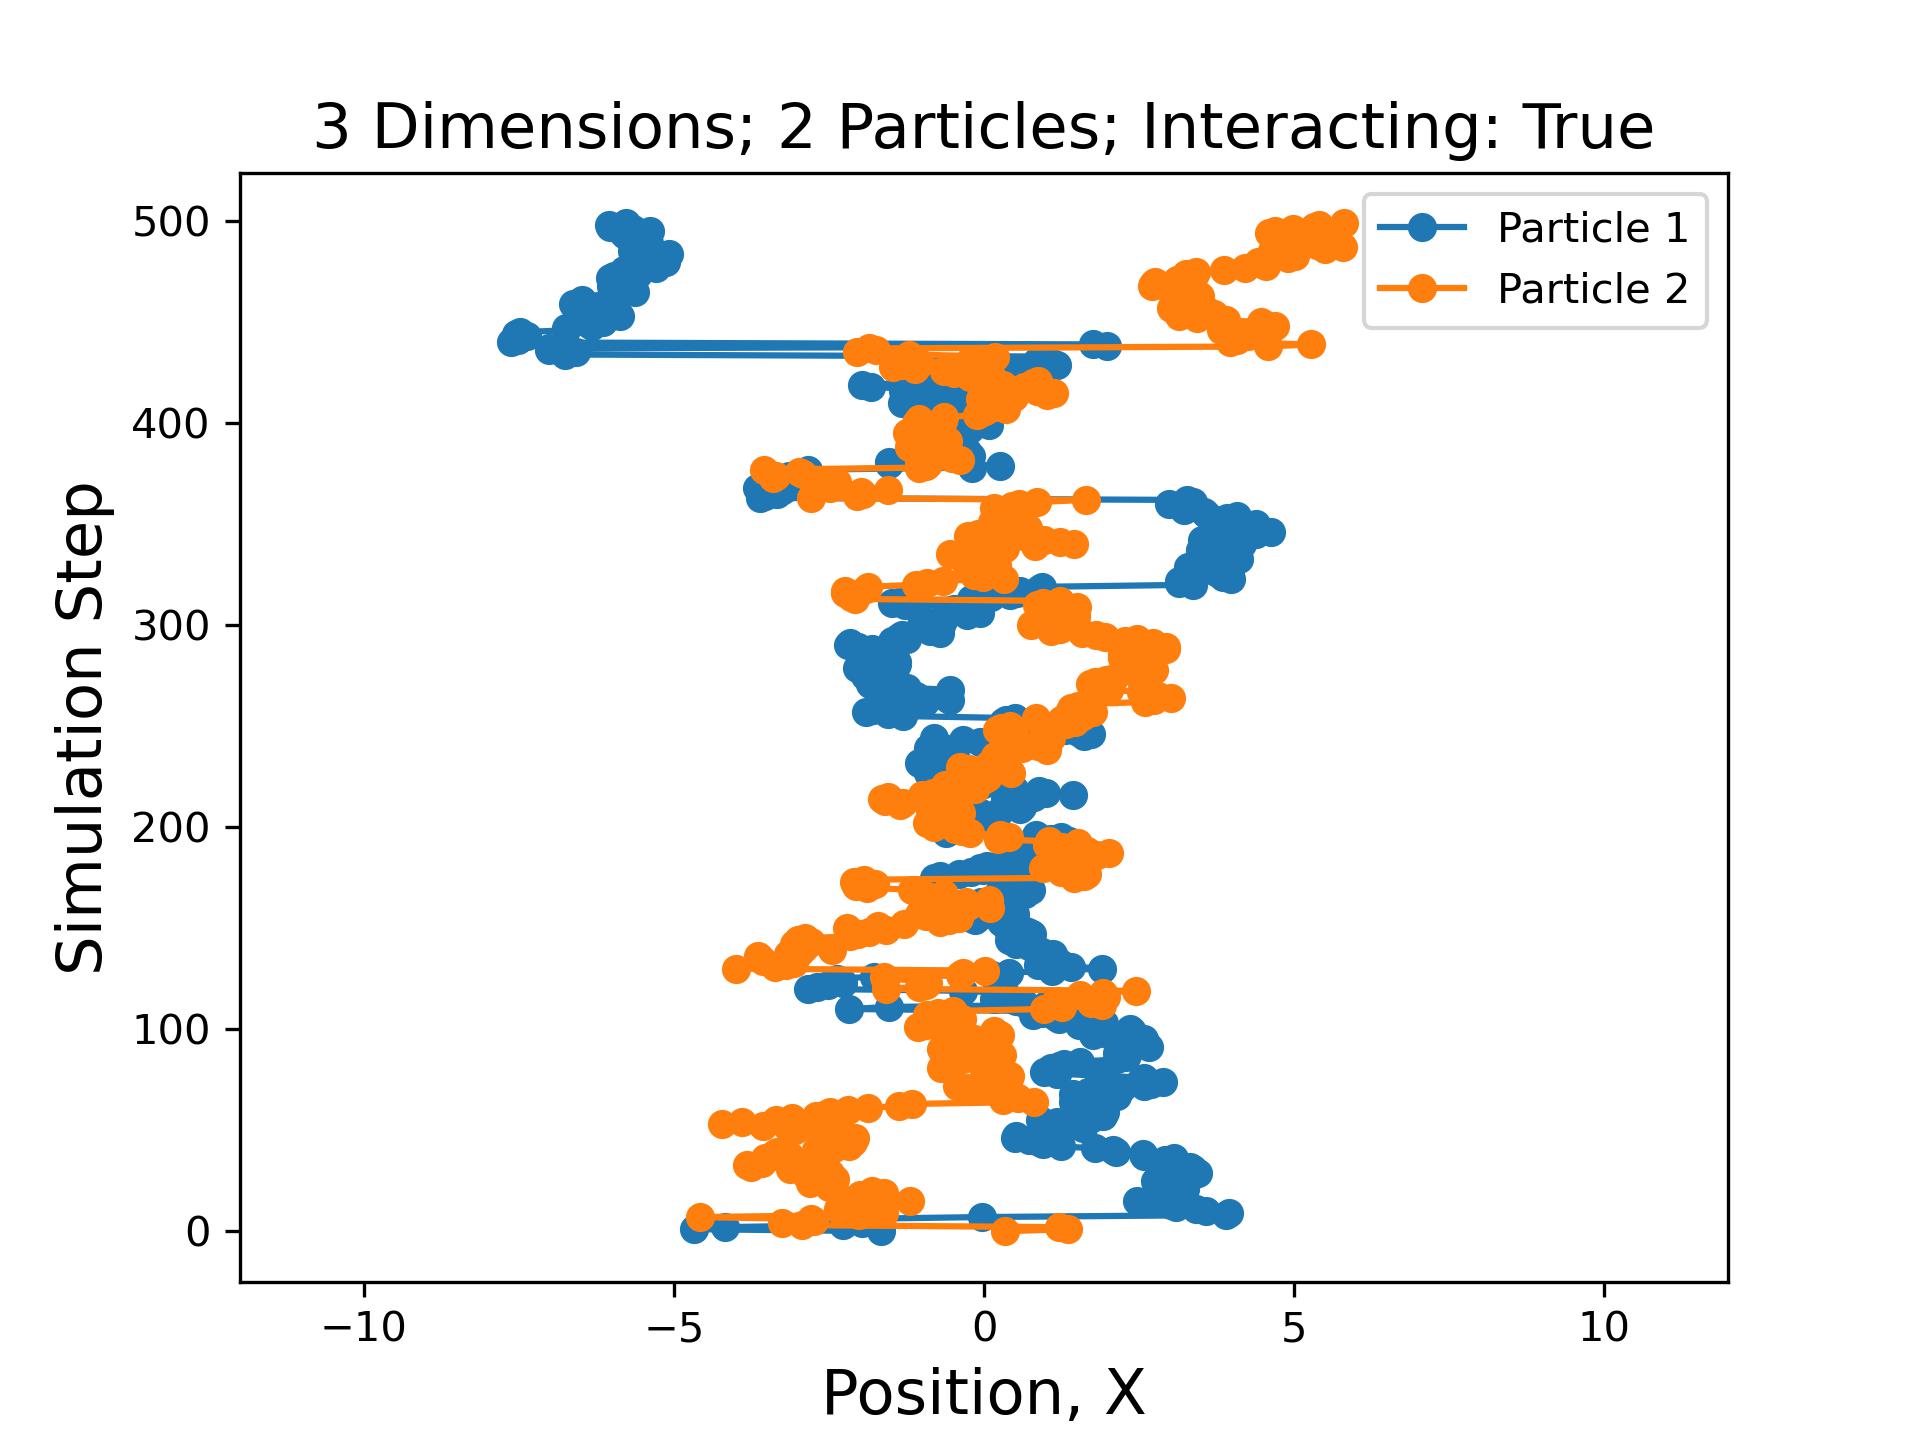 3 Dimensions; 2 Particles; Interacting: True
Particle 1
Particle 2
500
400
300
200
100
0
Simulation Step
−10
−5
0
5
10
Position, X